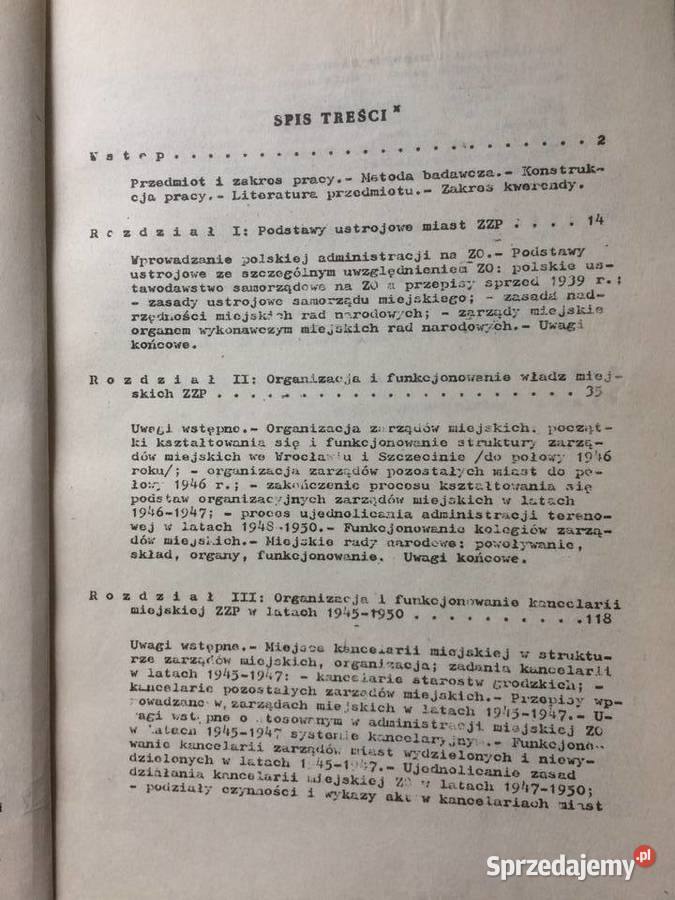 SPIS TREŚCI x
W s t ę p . . . . . . . . . . . . . . . . . . . . . . . . . 2
Przedmiot i zakres pracy.- Metoda badawcza.- Konstruk-
cja pracy.- Literatura przedmiotu.- Zakres kwerendy.
R o z d z i a ł I: Podstawy ustrojowe miast ZZP . . . . 14
Wprowadzanie polskiej administracji na ZO.- Podstawy
ustrojowe ze szczególnym uwzględnieniem ZO: polskie us-
tawodawstwo samorządowe na ZO a przepisy sprzed 1939 r.;
- zasady ustrojowe samorządu miejskiego; - zasada nad-
rzędności miejskich rad narodowych; - zarządy miejskie
organem wykonawczym miejskich rad narodowych.- Uwagi
końcowe.
R o z d z i a ł II: Organizacja i funkcjonowanie władz miej-
skich ZZP . . . . . . . . . . . . . . . . . . . . . . 35
Uwagi wstępne.- Organizacja zarządów miejskich. począt-
ki kształtowania się i funkcjonowanie struktury zarzą-
dów miejskich we Wrocławiu i Szczecinie /do połowy 1946
roku/; - organizacja zarządów pozostałych miast do po-
łowy 1946 r.; - zakończenie procesu kształtowania się
podstaw organizacyjnych zarządów miejskich w latach
1946-1947; - proces ujednolicania administracji tereno-
wej w latach 1948-1950.- Funkcjonowanie kolegiów zarzą-
dów miejskich.- Miejskie rady narodowe: powoływanie,
skład, organy, funkcjonowanie. Uwagi końcowe.
R o z d z i a ł III: Organizacja i funkcjonowanie kancelarii
miejskiej ZZP w latach 1945-1950 . . . . . . . . . . . 118
Uwagi wstępne.- Miejsce kancelarii miejskiej w struktu-
rze zarządów miejskich, organizacja; zadania kancelarii
w latach 1945-1947: - kancelarie starostw grodzkich; -
kancelarie pozostałych zarządów miejskich.- Przepisy wp-
rowadzane w zarządach miejskich w latach 1945-1947.- U-
wagi wstępne o stosowanym w administracji miejskiej ZO
w latach 1945-1947 systemie kancelaryjnym.- Funkcjono-
wanie kancelarii zarządów miast wydzielonych i niewy-
dzielonych w latach 1945-1947.- Ujednolicanie zasad
działania kancelarii miejskiej ZO w latach 1947-1950;
- podziały czynności i wykazy akt w kancelariach miast
Sprzedajemy.pl